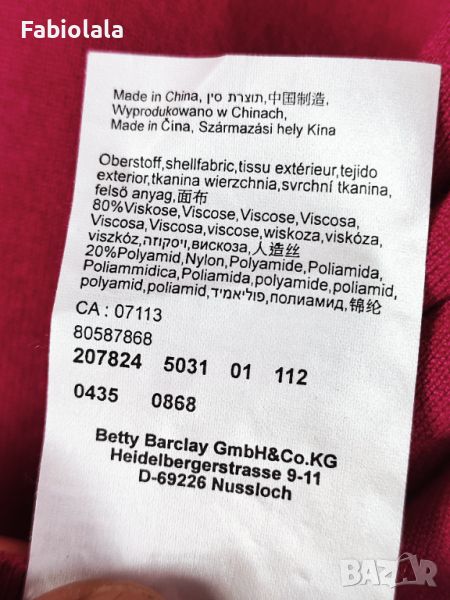 Fabiolala
Made in China, תוצרת סין,中国制造,
Wyprodukowano w Chinach,
Made in Čina, Származási hely Kína
Oberstoff,shellfabric,tissu extérieur,tejido
exterior,tkanina wierzchnia,svrchní tkanina,
felsö anyag,面布
80%Viskose,Viscose,Viscose,Viscosa,
Viscosa,Viscosa,viscose,wiskoza,viskóza,
viszkóz,ויסקוזה,вискоза,人造丝
20%Polyamid,Nylon,Polyamide,Poliamida,
Poliammidica,Poliamida,polyamide,poliamid,
polyamid,poliamid,פוליאמיד,полиамид,锦纶
CA : 07113
80587868
207824 5031 01 112
0435 0868
Betty Barclay GmbH&Co.KG
Heidelbergerstrasse 9-11
D-69226 Nussloch
BAZAR